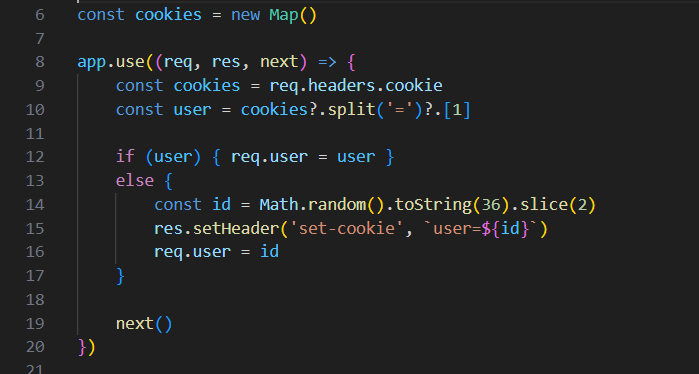 6 const cookies = new Map()
7
8 app.use((req, res, next) => {
9 const cookies = req.headers.cookie
10 const user = cookies?.split('=')?.[1]
11
12 if (user) { req.user = user }
13 else {
14 const id = Math.random().toString(36).slice(2)
15 res.setHeader('set-cookie', `user=${id}`)
16 req.user = id
17 }
18
19 next()
20 })
21